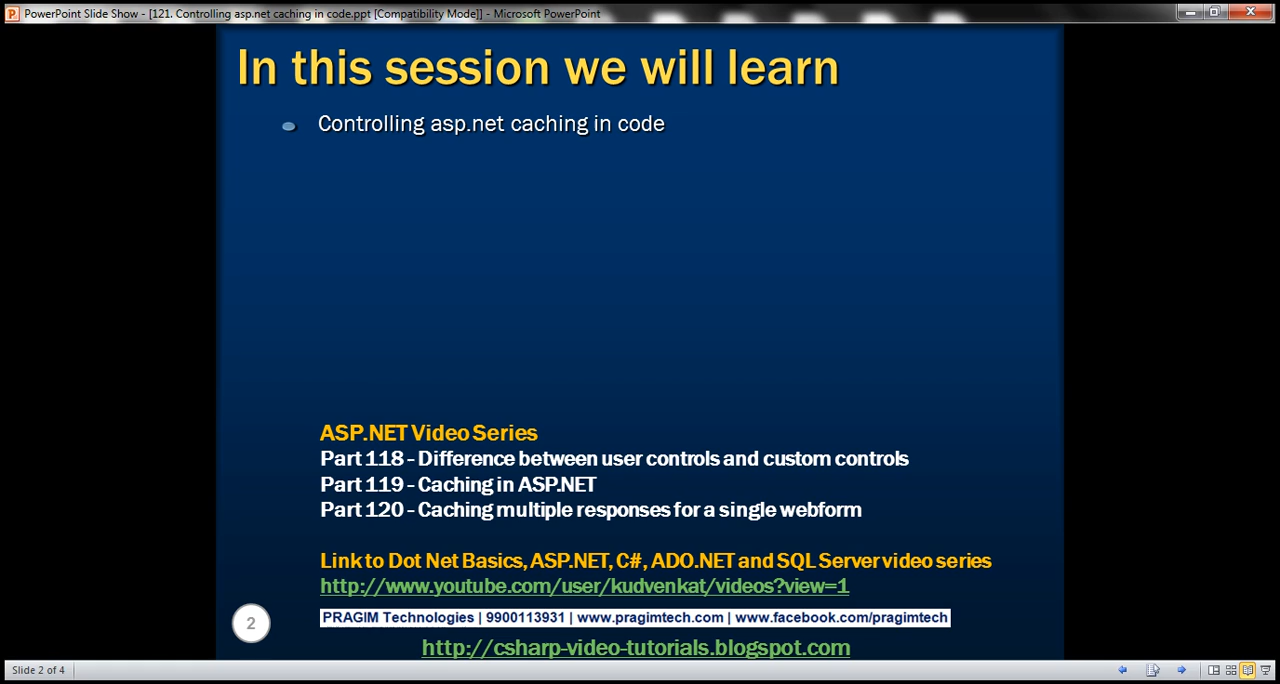 PowerPoint Slide Show - [121. Controlling asp.net caching in code.ppt [Compatibility Mode]] - Microsoft PowerPoint
In this session we will learn
Controlling asp.net caching in code
ASP.NET Video Series
Part 118 - Difference between user controls and custom controls
Part 119 - Caching in ASP.NET
Part 120 - Caching multiple responses for a single webform
Link to Dot Net Basics, ASP.NET, C#, ADO.NET and SQL Server video series
http://www.youtube.com/user/kudvenkat/videos?view=1
2
PRAGIM Technologies | 9900113931 | www.pragimtech.com | www.facebook.com/pragimtech
http://csharp-video-tutorials.blogspot.com
Slide 2 of 4